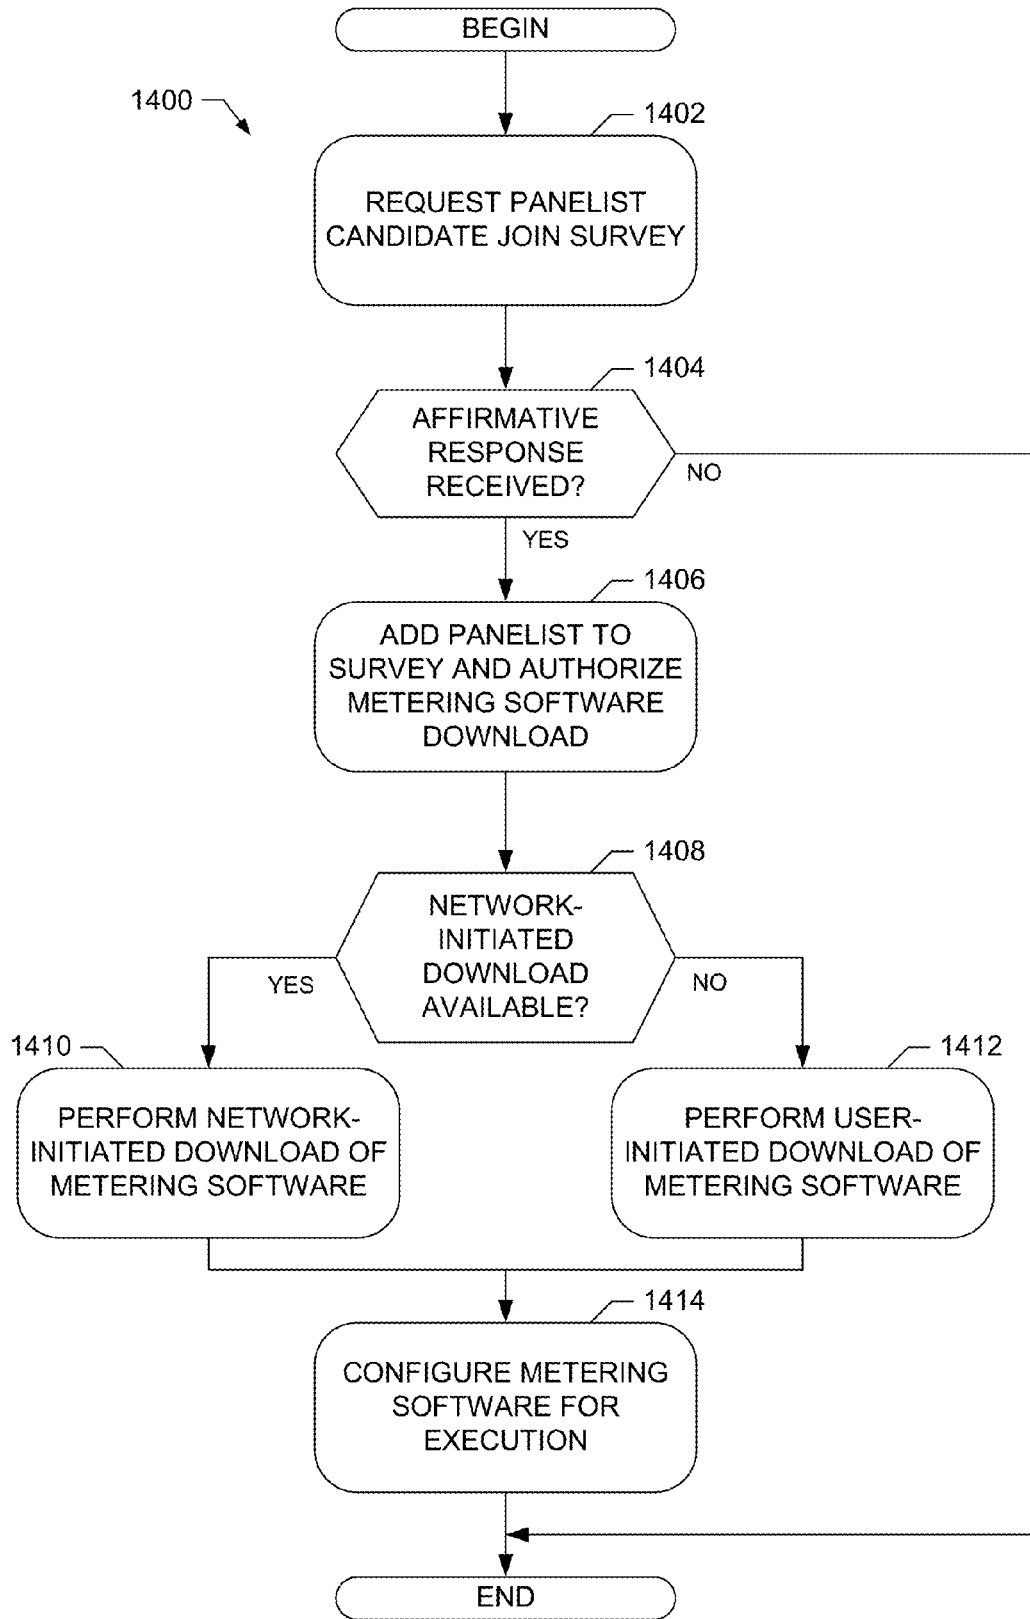 BEGIN
1400
1402
REQUEST PANELIST
CANDIDATE JOIN SURVEY
1404
AFFIRMATIVE
RESPONSE
RECEIVED?
NO
YES
1406
ADD PANELIST TO
SURVEY AND AUTHORIZE
METERING SOFTWARE
DOWNLOAD
1408
NETWORK-
INITIATED
DOWNLOAD
AVAILABLE?
YES
NO
1410
PERFORM NETWORK-
INITIATED DOWNLOAD OF
METERING SOFTWARE
1412
PERFORM USER-
INITIATED DOWNLOAD OF
METERING SOFTWARE
1414
CONFIGURE METERING
SOFTWARE FOR
EXECUTION
END